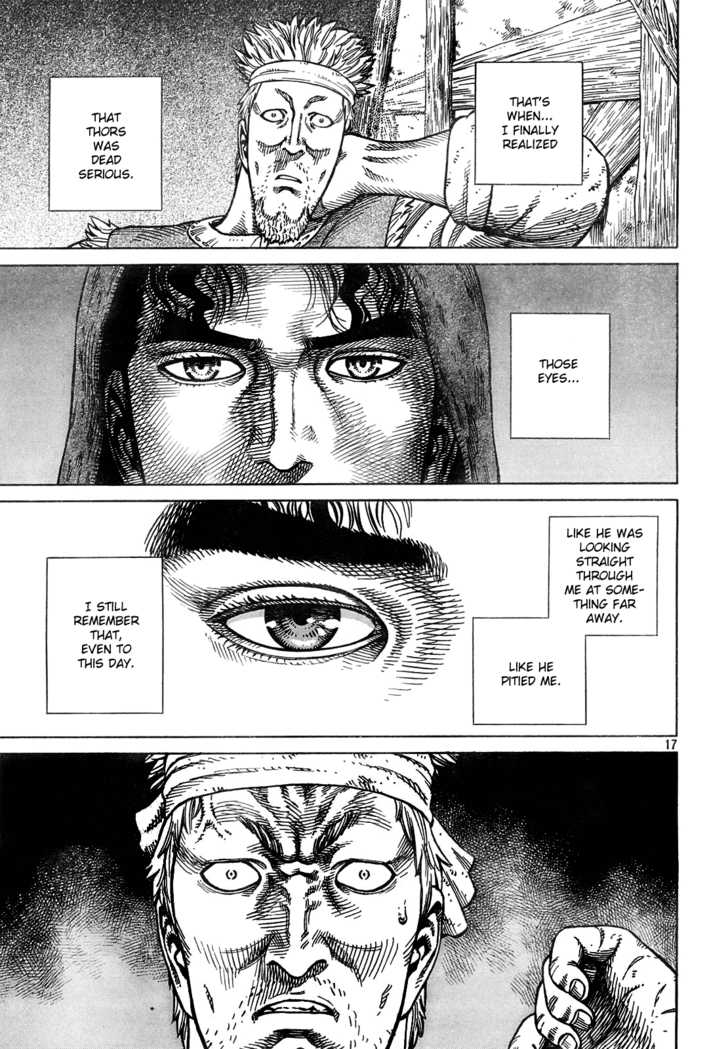 THAT'S
WHEN...
I FINALLY
REALIZED
THAT
THORS
WAS
DEAD
SERIOUS.
THOSE
EYES...
LIKE HE WAS
LOOKING
STRAIGHT
THROUGH
ME AT SOME-
THING FAR
AWAY.
LIKE HE
PITIED ME.
I STILL
REMEMBER
THAT,
EVEN TO
THIS DAY.
17